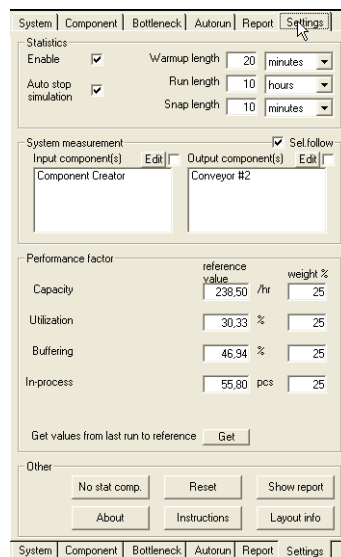 System Component Bottleneck Autorun Report Settings
Statistics
Enable Warmup length 20 minutes
Auto stop simulation Run length 10 hours
Snap length 10 minutes
System measurement Sel.follow
Input component(s) Edit Output component(s) Edit
Component Creator Conveyor #2
Performance factor
reference value weight %
Capacity 238,50 /hr 25
Utilization 30,33 % 25
Buffering 46,94 % 25
In-process 55,80 pcs 25
Get values from last run to reference Get
Other
No stat comp. Reset Show report
About Instructions Layout info
System Component Bottleneck Autorun Report Settings